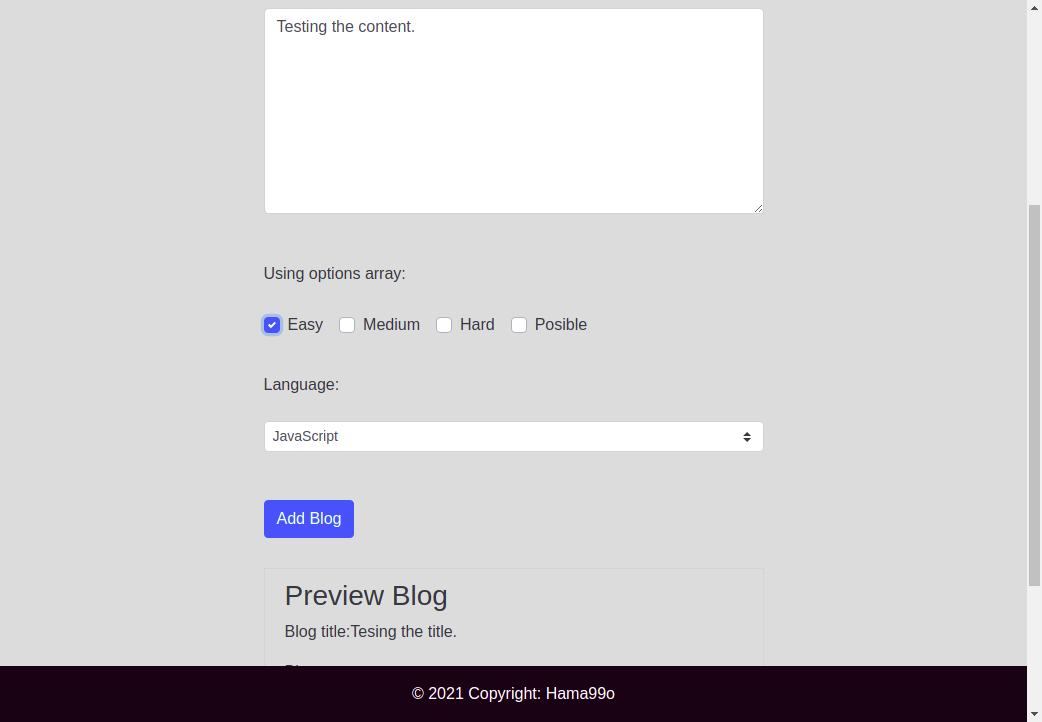 Testing the content.
Using options array:
Easy Medium Hard Posible
Language:
JavaScript
Add Blog
Preview Blog
Blog title:Tesing the title.
© 2021 Copyright: Hama99o